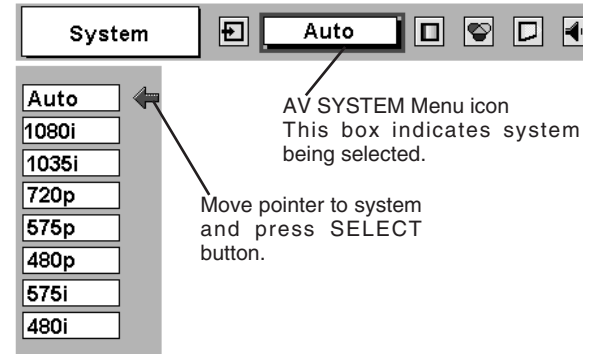 System
Auto
Auto
1080i
1035i
720p
575p
480p
575i
480i
AV SYSTEM Menu icon
This box indicates system
being selected.
Move pointer to system
and press SELECT
button.